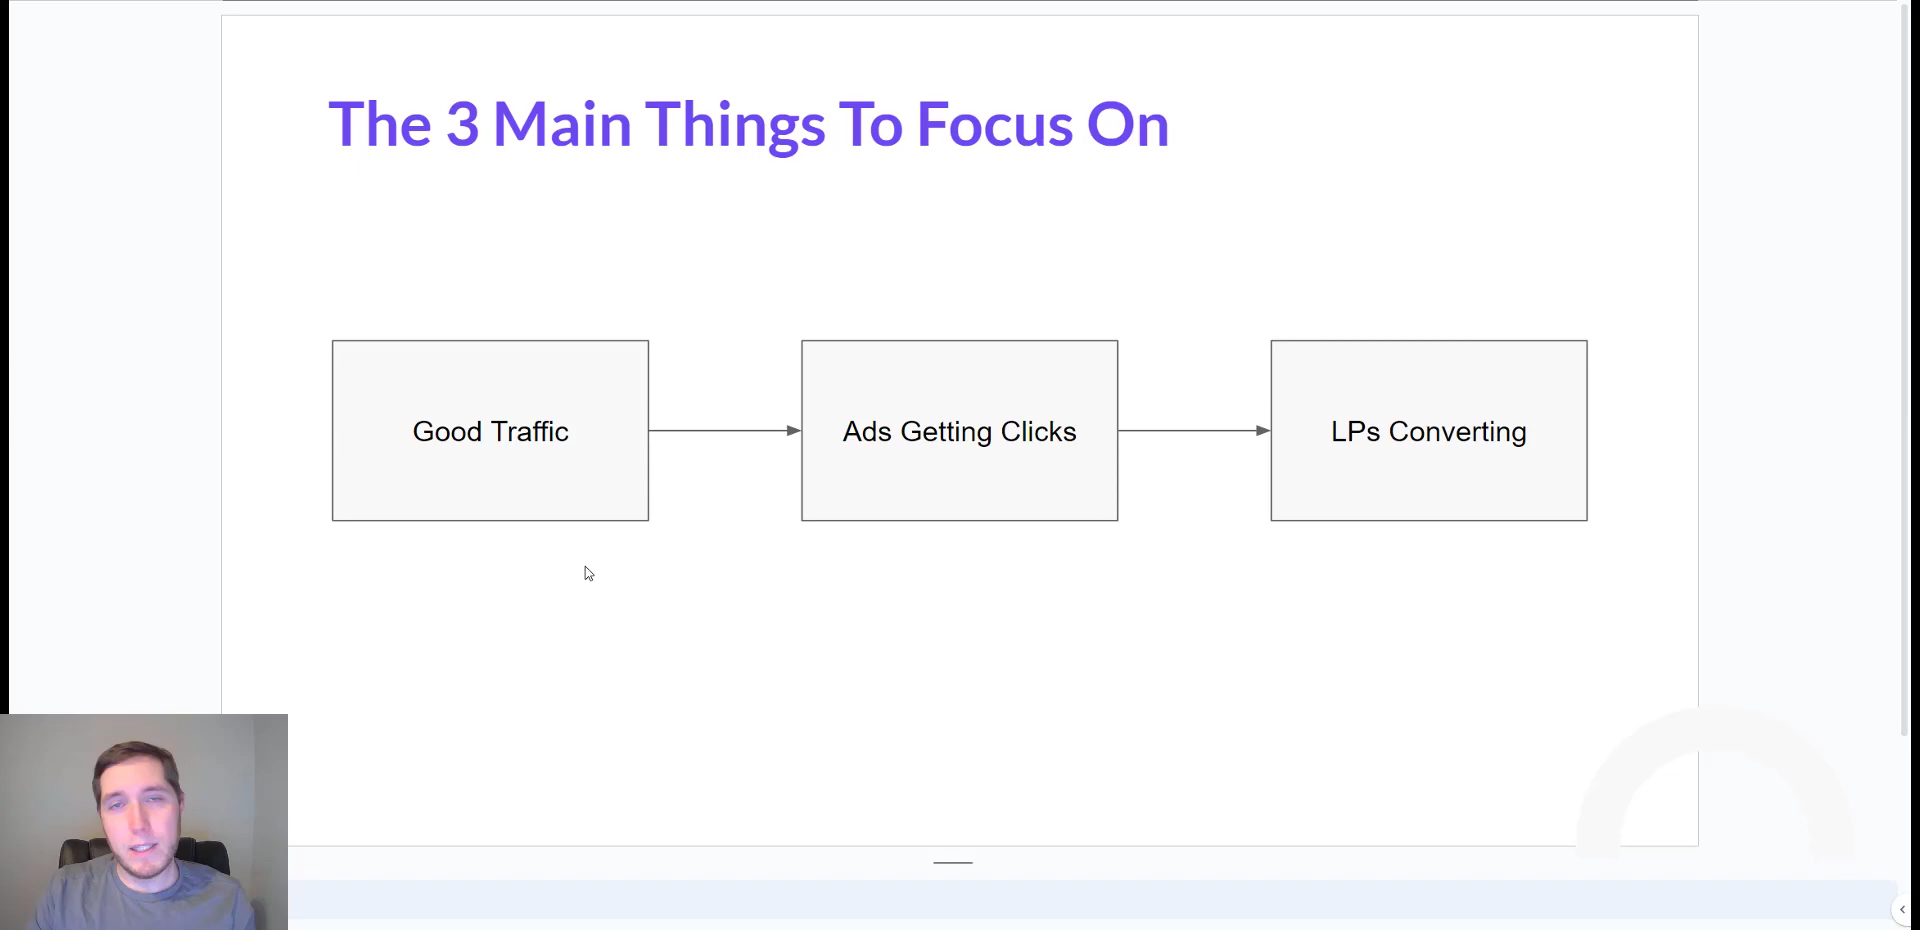 The 3 Main Things To Focus On
Good Traffic
Ads Getting Clicks
LPs Converting